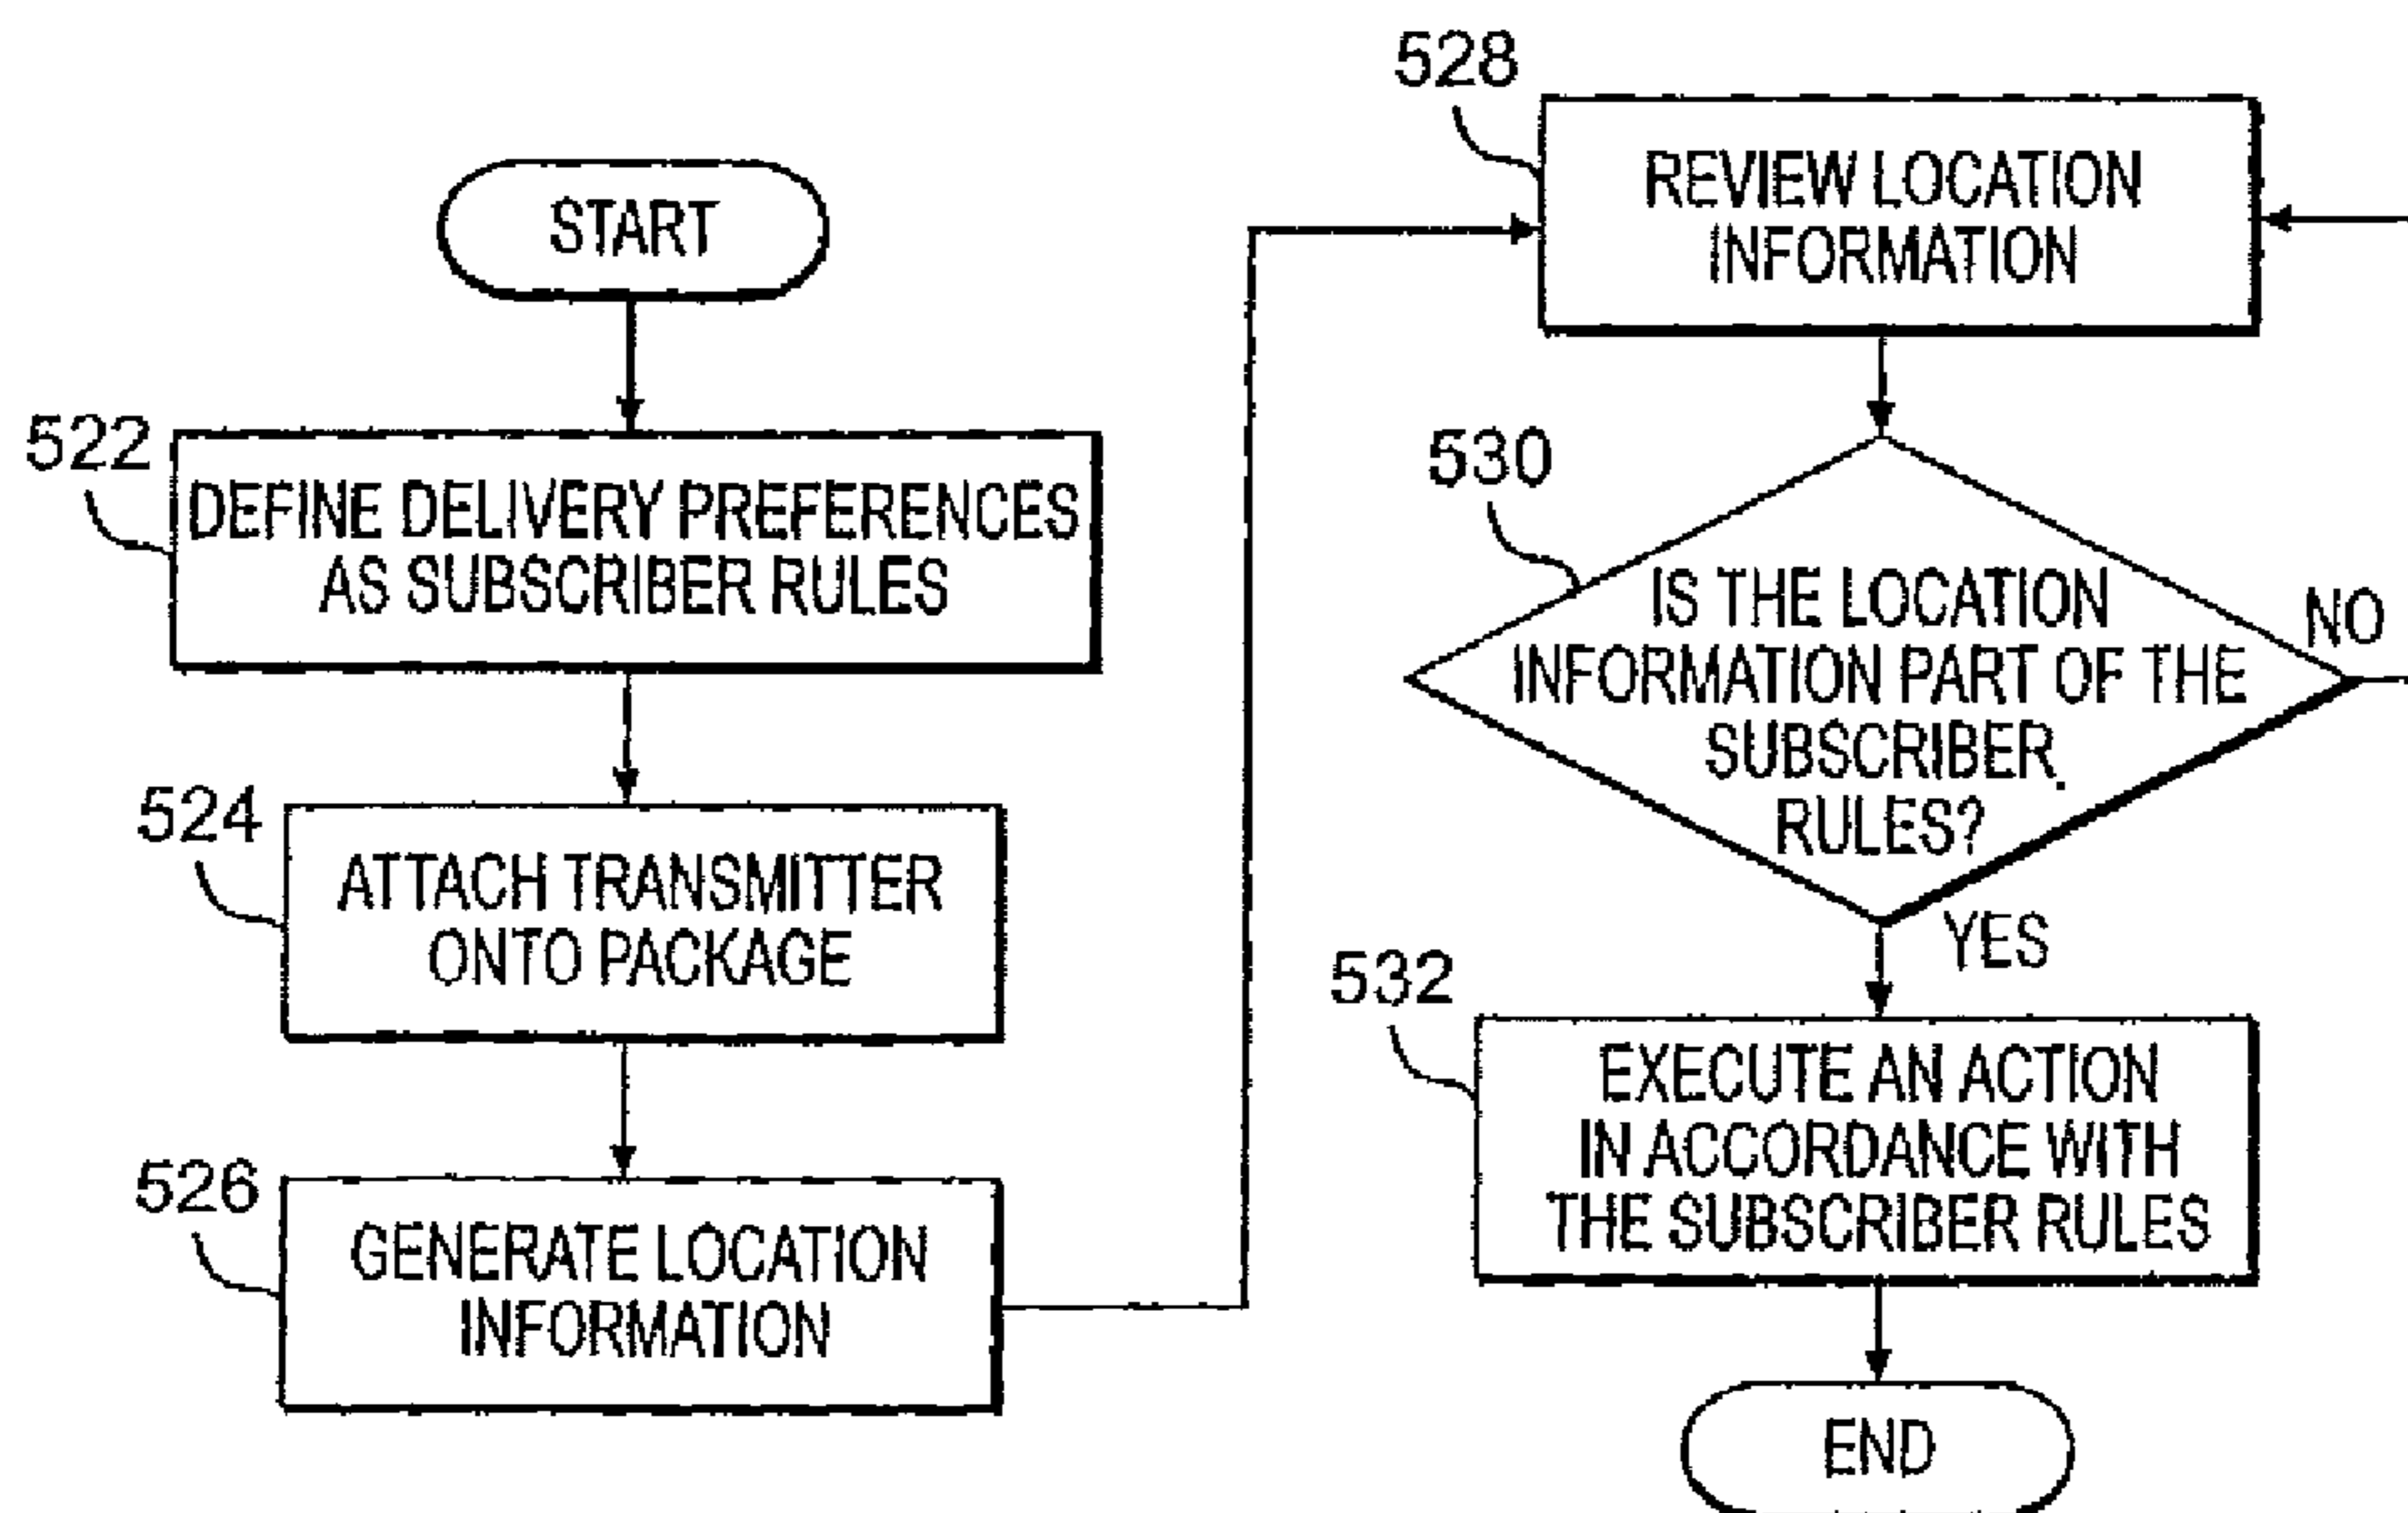 START
522
DEFINE DELIVERY PREFERENCES
AS SUBSCRIBER RULES
524
ATTACH TRANSMITTER
ONTO PACKAGE
526
GENERATE LOCATION
INFORMATION
528
REVIEW LOCATION
INFORMATION
530
IS THE LOCATION
INFORMATION PART OF THE
SUBSCRIBER
RULES?
NO
YES
532
EXECUTE AN ACTION
IN ACCORDANCE WITH
THE SUBSCRIBER RULES
END